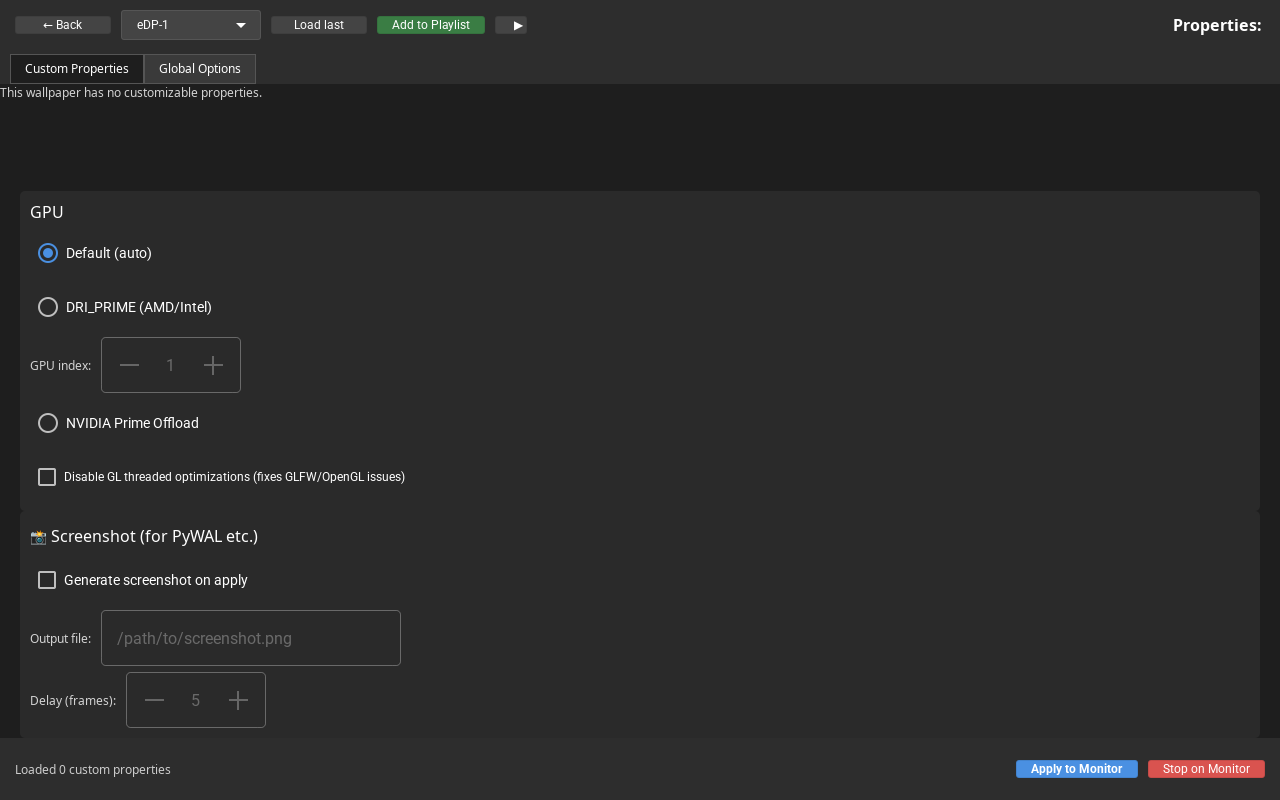 ← Back
eDP-1
Load last
Add to Playlist
▶
Properties:
Custom Properties
Global Options
This wallpaper has no customizable properties.
GPU
Default (auto)
DRI_PRIME (AMD/Intel)
GPU index:
1
NVIDIA Prime Offload
Disable GL threaded optimizations (fixes GLFW/OpenGL issues)
📸 Screenshot (for PyWAL etc.)
Generate screenshot on apply
Output file:
/path/to/screenshot.png
Delay (frames):
5
Loaded 0 custom properties
Apply to Monitor
Stop on Monitor